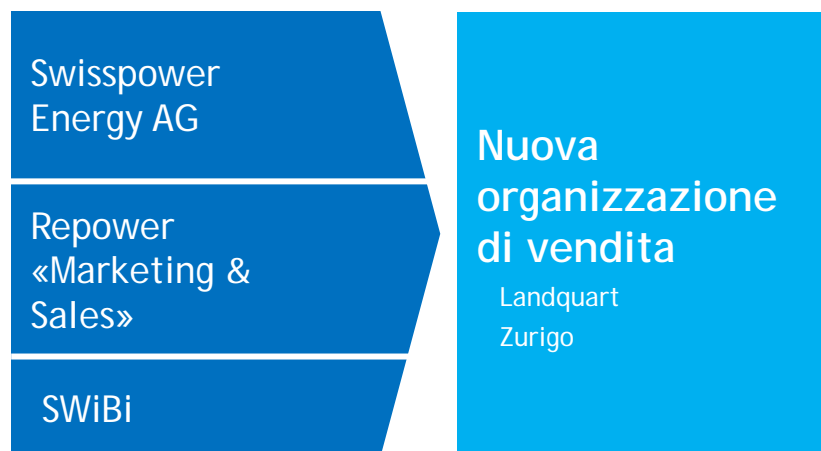 Swisspower
Energy AG
Repower
«Marketing &
Sales»
SWiBi
Nuova
organizzazione
di vendita
Landquart
Zurigo